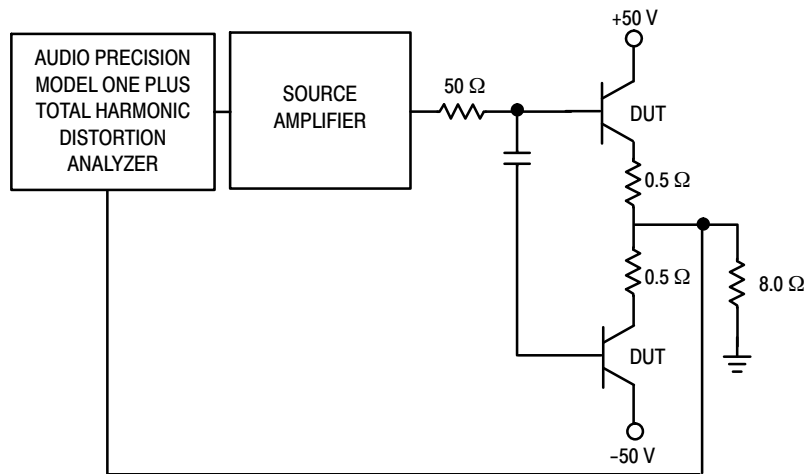 +50 V
AUDIO PRECISION
MODEL ONE PLUS
TOTAL HARMONIC
DISTORTION
ANALYZER
SOURCE
AMPLIFIER
50 Ω
DUT
0.5 Ω
0.5 Ω
8.0 Ω
DUT
–50 V